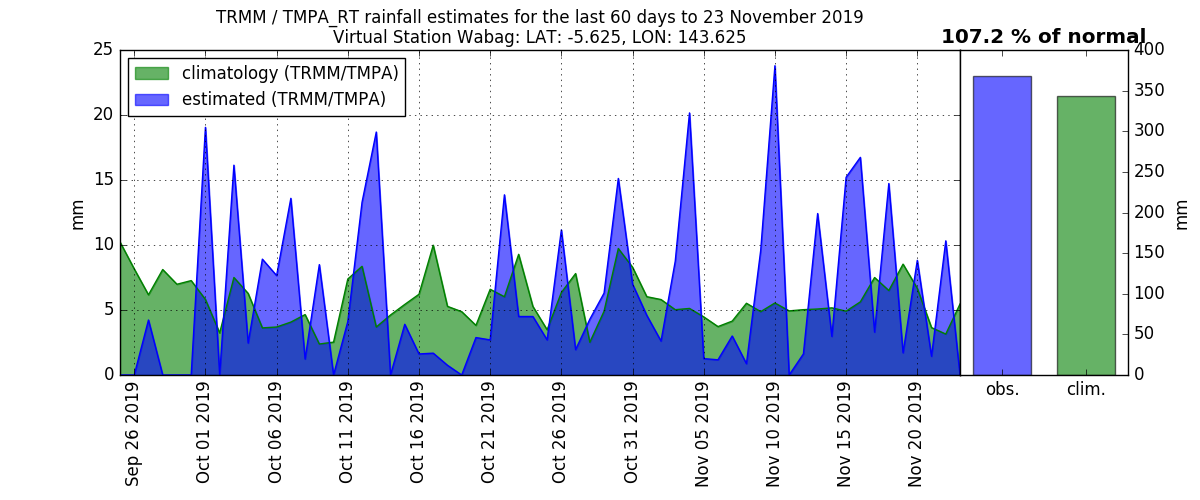 TRMM / TMPA_RT rainfall estimates for the last 60 days to 23 November 2019
Virtual Station Wabag: LAT: -5.625, LON: 143.625
107.2 % of normal
climatology (TRMM/TMPA)
estimated (TRMM/TMPA)
mm
25
20
15
10
5
0
Sep 26 2019
Oct 01 2019
Oct 06 2019
Oct 11 2019
Oct 16 2019
Oct 21 2019
Oct 26 2019
Oct 31 2019
Nov 05 2019
Nov 10 2019
Nov 15 2019
Nov 20 2019
obs.
clim.
400
350
300
250
200
150
100
50
0
mm